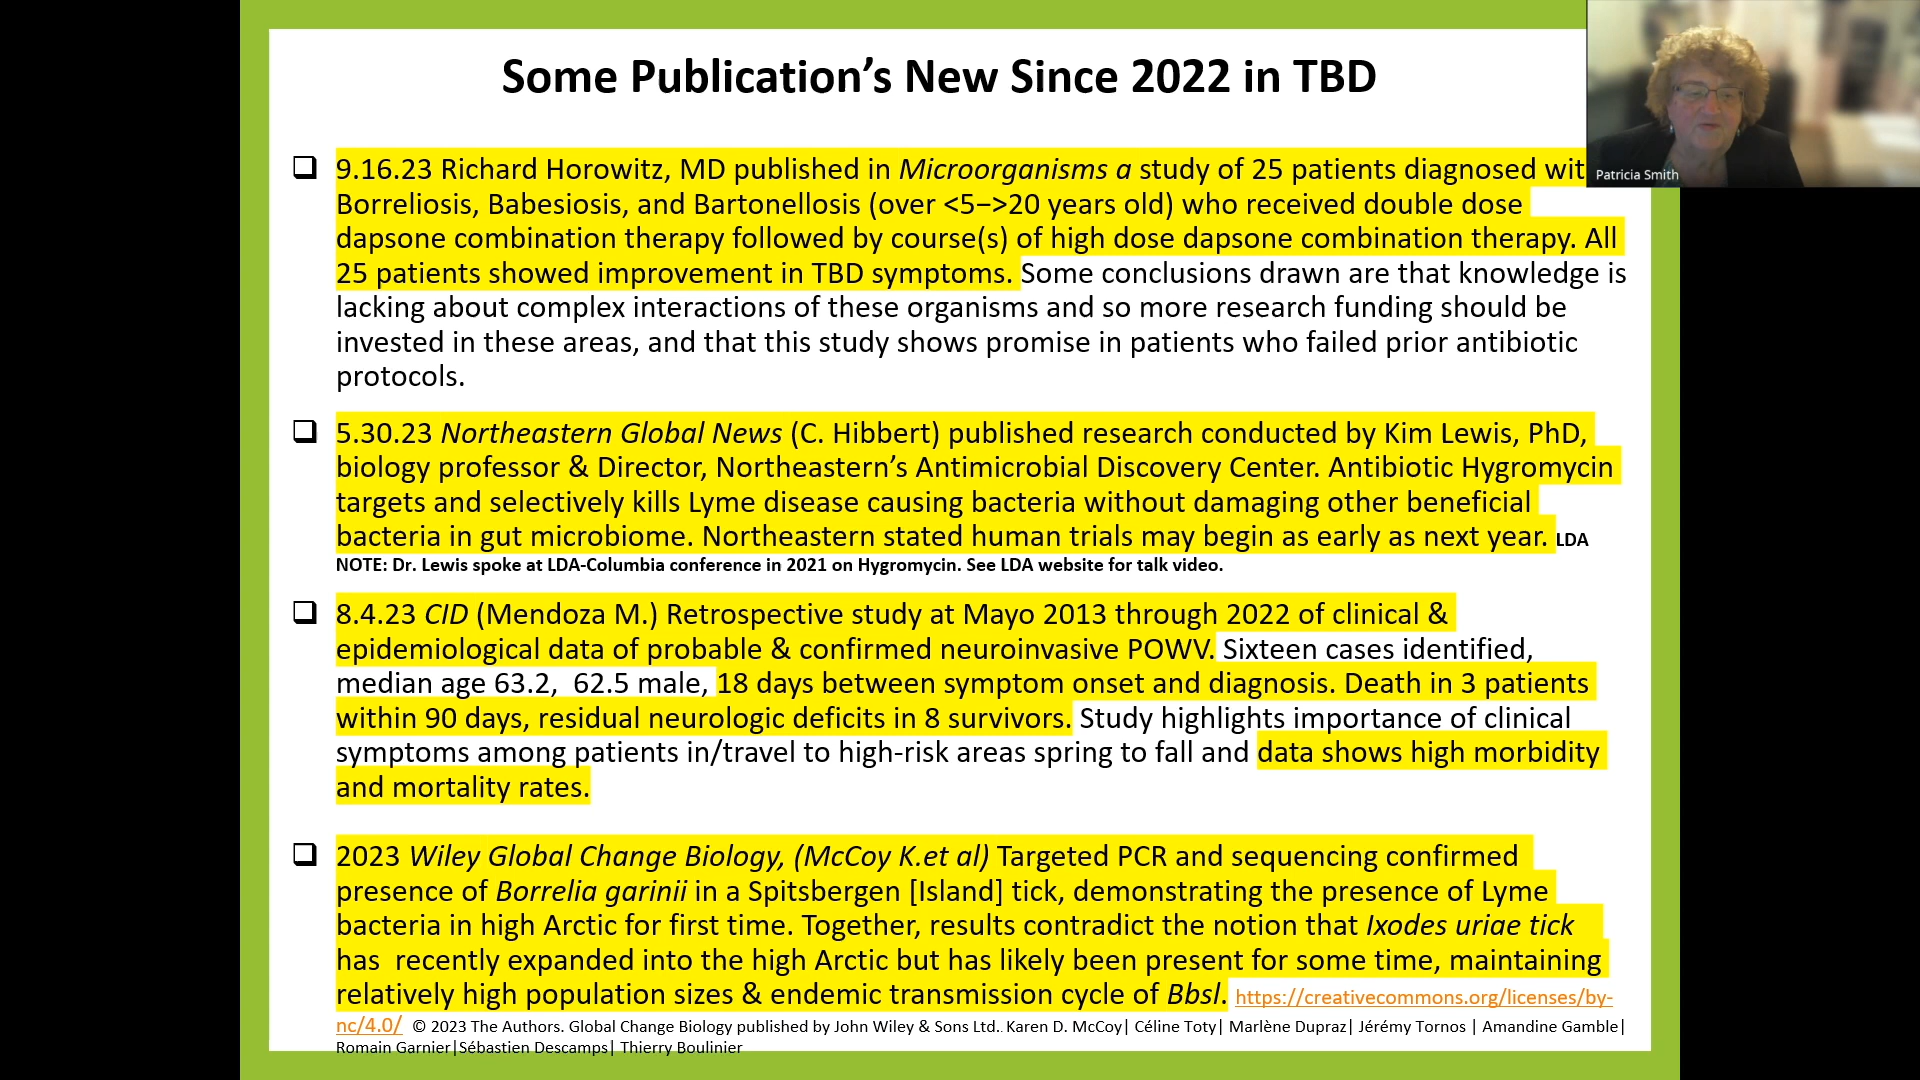 Some Publication’s New Since 2022 in TBD
Patricia Smith
9.16.23 Richard Horowitz, MD published in Microorganisms a study of 25 patients diagnosed wit
Borreliosis, Babesiosis, and Bartonellosis (over <5−>20 years old) who received double dose
dapsone combination therapy followed by course(s) of high dose dapsone combination therapy. All
25 patients showed improvement in TBD symptoms. Some conclusions drawn are that knowledge is
lacking about complex interactions of these organisms and so more research funding should be
invested in these areas, and that this study shows promise in patients who failed prior antibiotic
protocols.
5.30.23 Northeastern Global News (C. Hibbert) published research conducted by Kim Lewis, PhD,
biology professor & Director, Northeastern’s Antimicrobial Discovery Center. Antibiotic Hygromycin
targets and selectively kills Lyme disease causing bacteria without damaging other beneficial
bacteria in gut microbiome. Northeastern stated human trials may begin as early as next year. LDA
NOTE: Dr. Lewis spoke at LDA-Columbia conference in 2021 on Hygromycin. See LDA website for talk video.
8.4.23 CID (Mendoza M.) Retrospective study at Mayo 2013 through 2022 of clinical &
epidemiological data of probable & confirmed neuroinvasive POWV. Sixteen cases identified,
median age 63.2,  62.5 male, 18 days between symptom onset and diagnosis. Death in 3 patients
within 90 days, residual neurologic deficits in 8 survivors. Study highlights importance of clinical
symptoms among patients in/travel to high-risk areas spring to fall and data shows high morbidity
and mortality rates.
2023 Wiley Global Change Biology, (McCoy K.et al) Targeted PCR and sequencing confirmed
presence of Borrelia garinii in a Spitsbergen [Island] tick, demonstrating the presence of Lyme
bacteria in high Arctic for first time. Together, results contradict the notion that Ixodes uriae tick
has  recently expanded into the high Arctic but has likely been present for some time, maintaining
relatively high population sizes & endemic transmission cycle of Bbsl. https://creativecommons.org/licenses/by-
nc/4.0/ © 2023 The Authors. Global Change Biology published by John Wiley & Sons Ltd.. Karen D. McCoy| Céline Toty| Marlène Dupraz| Jérémy Tornos | Amandine Gamble|
Romain Garnier|Sébastien Descamps| Thierry Boulinier